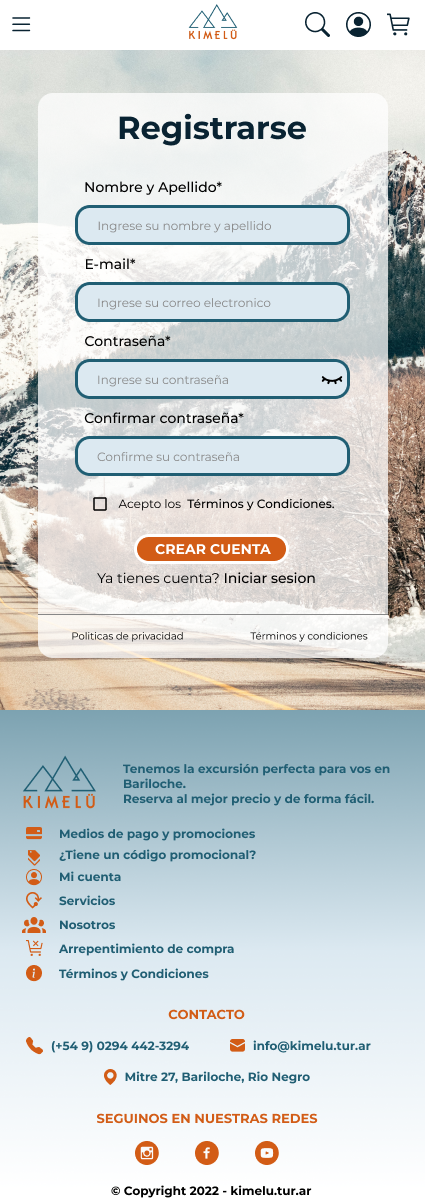 KIMELÜ
Registrarse
Nombre y Apellido*
Ingrese su nombre y apellido
E-mail*
Ingrese su correo electronico
Contraseña*
Ingrese su contraseña
Confirmar contraseña*
Confirme su contraseña
Acepto los Términos y Condiciones.
CREAR CUENTA
Ya tienes cuenta? Iniciar sesion
Politicas de privacidad
Términos y condiciones
KIMELÜ
Tenemos la excursión perfecta para vos en
Bariloche.
Reserva al mejor precio y de forma fácil.
Medios de pago y promociones
¿Tiene un código promocional?
Mi cuenta
Servicios
Nosotros
Arrepentimiento de compra
Términos y Condiciones
CONTACTO
(+54 9) 0294 442-3294
info@kimelu.tur.ar
Mitre 27, Bariloche, Rio Negro
SEGUINOS EN NUESTRAS REDES
© Copyright 2022 - kimelu.tur.ar